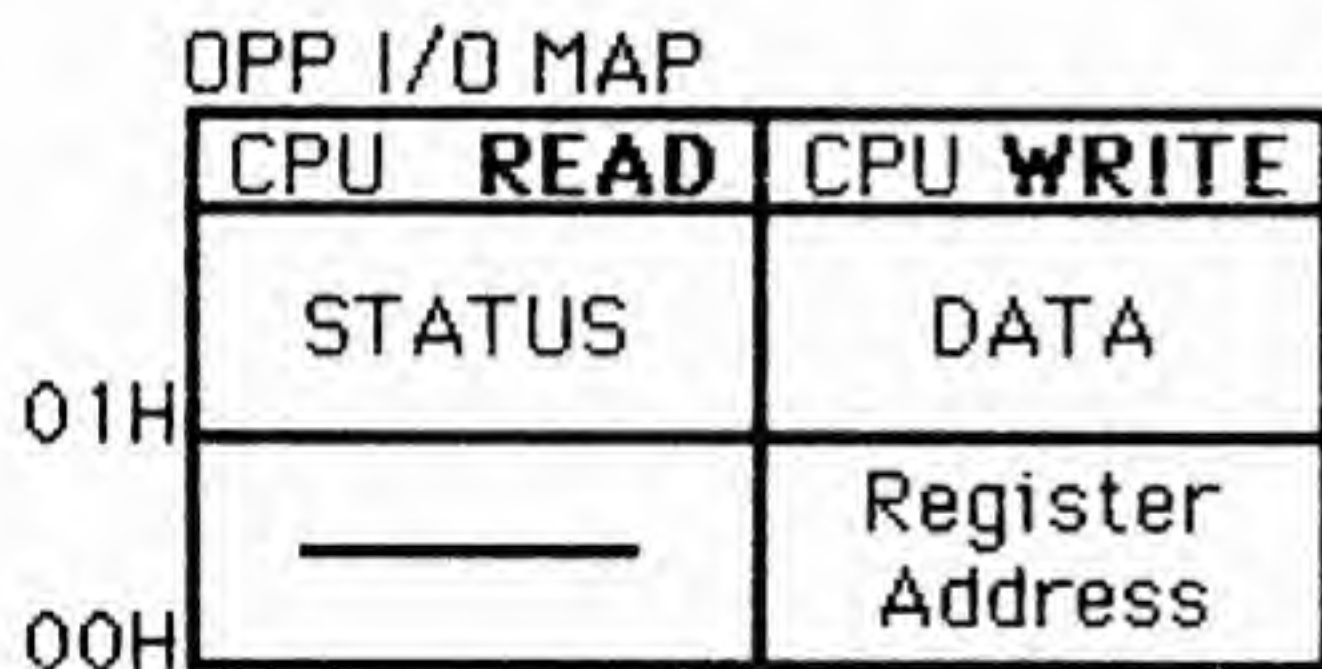 OPP I/O MAP
CPU READ CPU WRITE
STATUS DATA
01H
Register
Address
00H